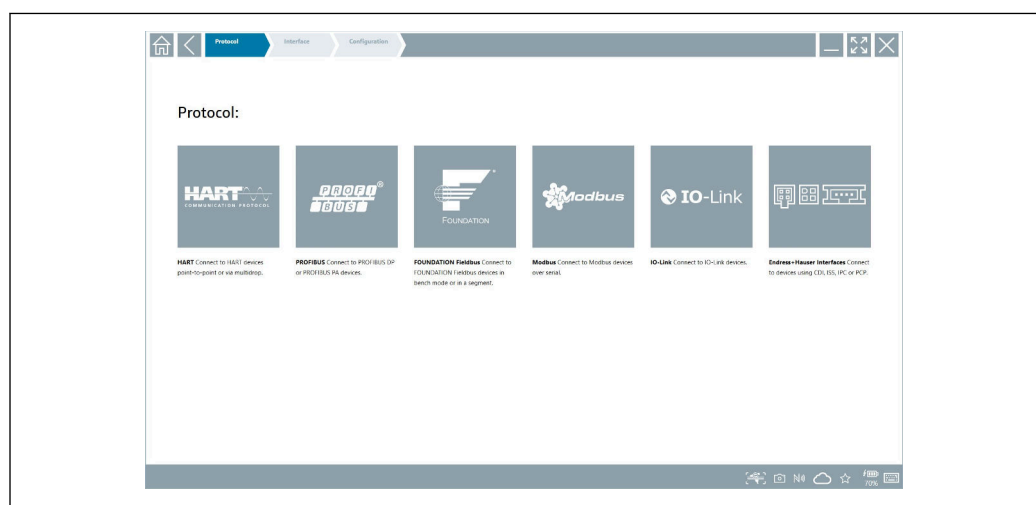 Protocol Interface Configuration
Protocol:
HART
COMMUNICATION PROTOCOL
PROFI
BUS
FOUNDATION
Modbus
IO-Link
HART Connect to HART devices
point-to-point or via multidrop.
PROFIBUS Connect to PROFIBUS DP
or PROFIBUS PA devices.
FOUNDATION Fieldbus Connect to
FOUNDATION Fieldbus devices in
bench mode or in a segment.
Modbus Connect to Modbus devices
over serial.
IO-Link Connect to IO-Link devices.
Endress+Hauser Interfaces Connect
to devices using CDI, ISS, IPC or PCP.
70%